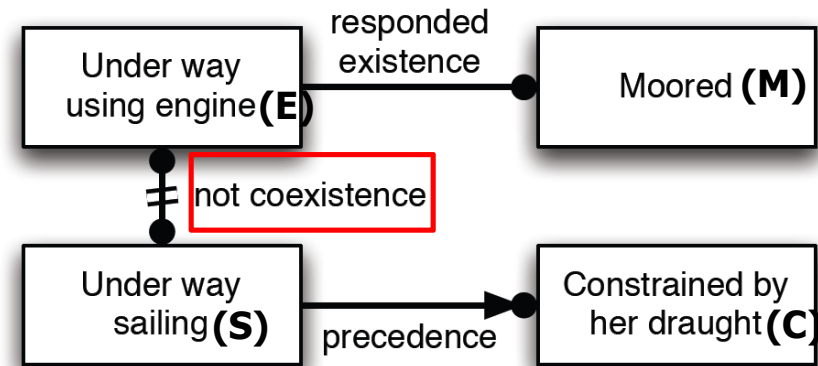 responded
existence
Under way
using engine (E)
Moored (M)
not coexistence
Under way
sailing (S)
precedence
Constrained by
her draught (C)